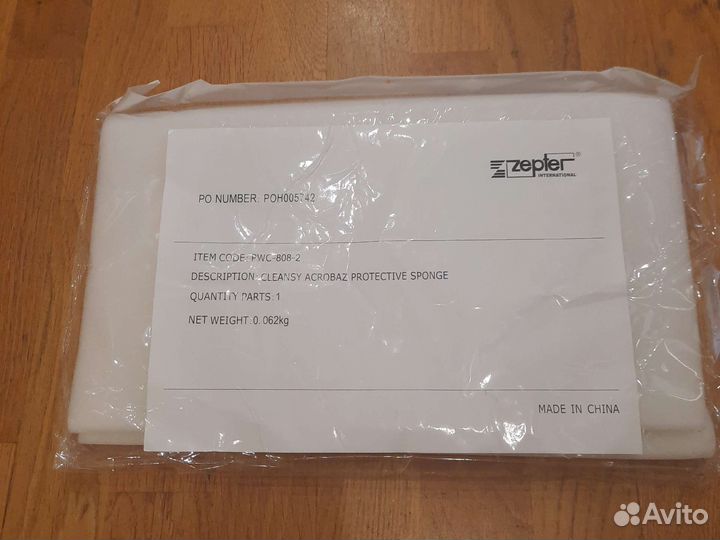 zepter®
INTERNATIONAL
PO NUMBER: POH005742
ITEM CODE: PWC-808-2
DESCRIPTION: CLEANSY ACROBAZ PROTECTIVE SPONGE
QUANTITY PARTS:1
NET WEIGHT:0.062kg
MADE IN CHINA
Avito